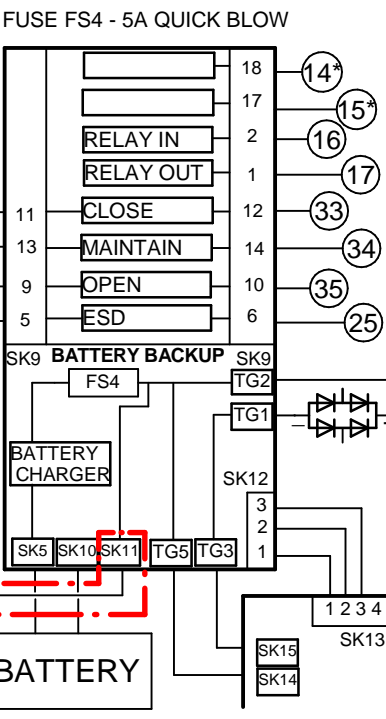 FUSE FS4 - 5A QUICK BLOW
18 14*
17 15*
RELAY IN 2 16
RELAY OUT 1 17
11 CLOSE 12 33
13 MAINTAIN 14 34
9 OPEN 10 35
5 ESD 6 25
SK9 BATTERY BACKUP SK9
FS4 TG2
TG1
BATTERY
CHARGER
SK12
3
2
1
SK5 SK10 SK11 TG5 TG3
1 2 3 4
SK13
SK15
SK14
BATTERY